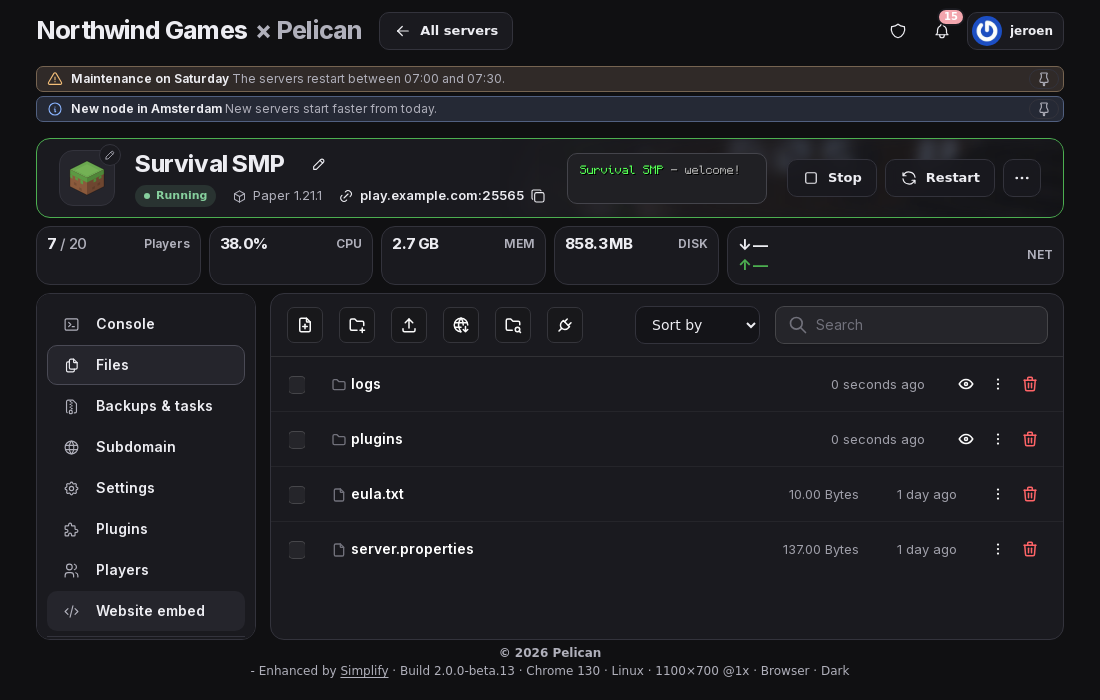 Northwind Games × Pelican
All servers
15
jeroen
Maintenance on Saturday The servers restart between 07:00 and 07:30.
New node in Amsterdam New servers start faster from today.
Survival SMP
Running
Paper 1.21.1
play.example.com:25565
Survival SMP — welcome!
Stop
Restart
7 / 20 Players
38.0% CPU
2.7 GB MEM
858.3 MB DISK
↓—
↑—
NET
Console
Files
Backups & tasks
Subdomain
Settings
Plugins
Players
Website embed
Sort by
Search
logs 0 seconds ago
plugins 0 seconds ago
eula.txt 10.00 Bytes 1 day ago
server.properties 137.00 Bytes 1 day ago
© 2026 Pelican
- Enhanced by Simplify · Build 2.0.0-beta.13 · Chrome 130 · Linux · 1100×700 @1x · Browser · Dark